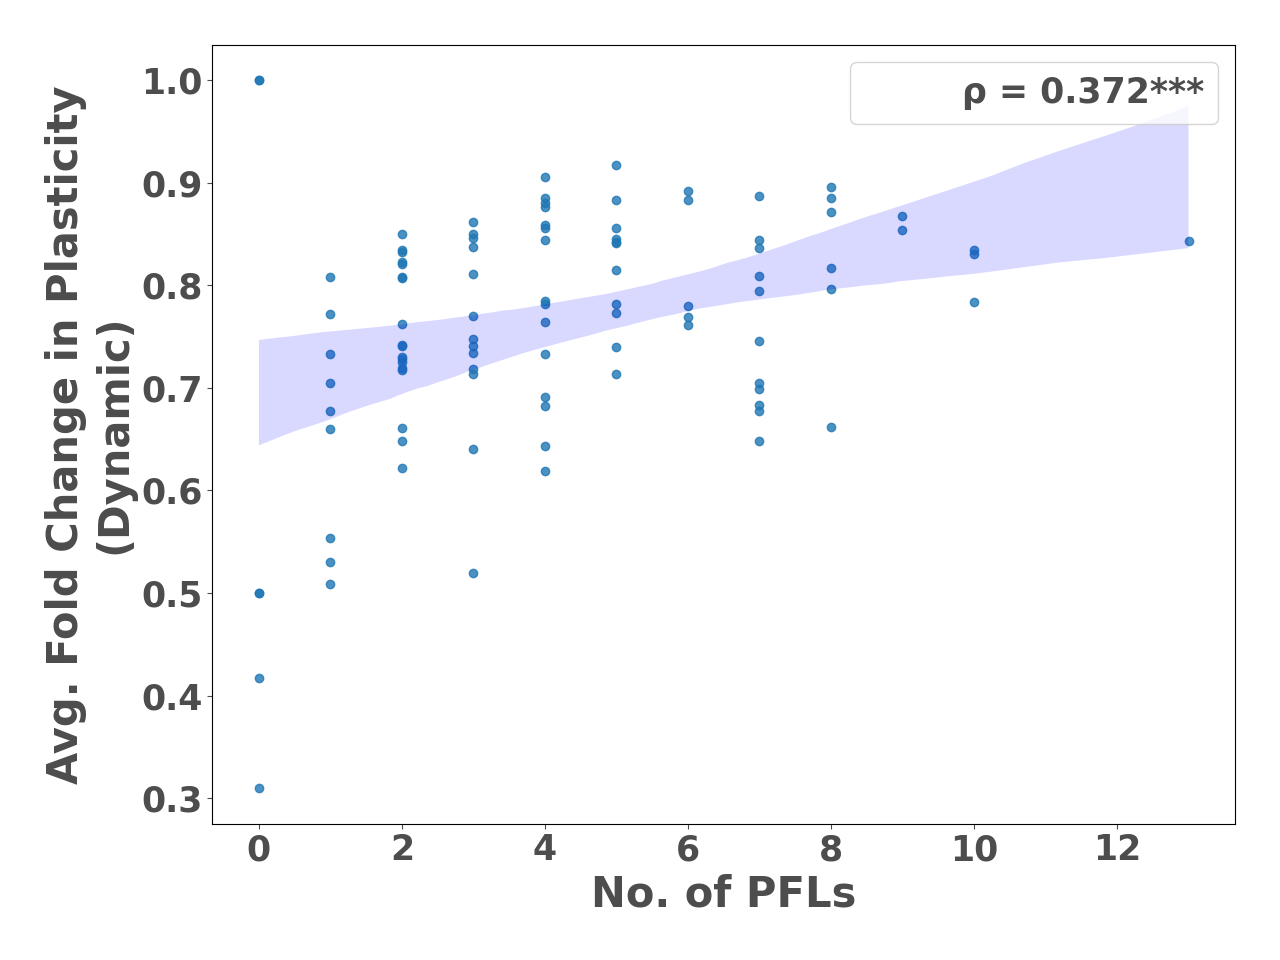 ρ = 0.372***
Avg. Fold Change in Plasticity
(Dynamic)
1.0
0.9
0.8
0.7
0.6
0.5
0.4
0.3
0 2 4 6 8 10 12
No. of PFLs